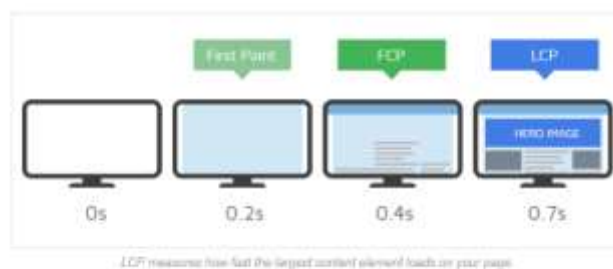 First Paint
FCP
LCP
HERO IMAGE
0s
0.2s
0.4s
0.7s
LCP measures how fast the largest content element loads on your page.